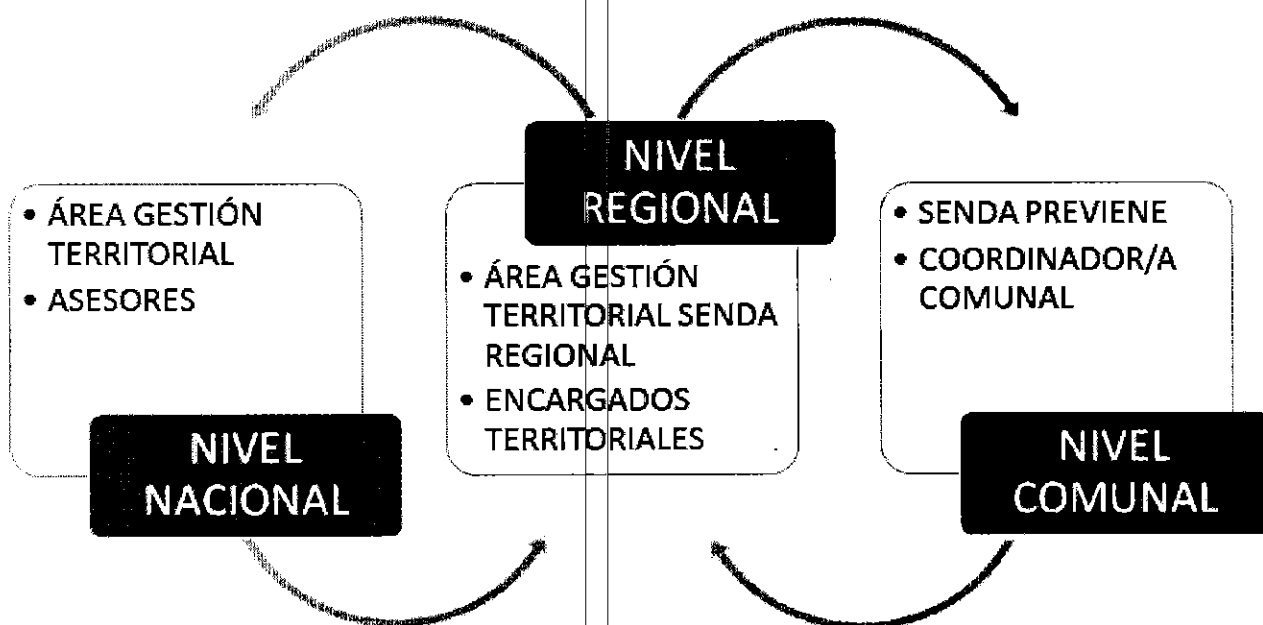 • ÁREA GESTIÓN
TERRITORIAL
• ASESORES
NIVEL
NACIONAL
NIVEL
REGIONAL
• ÁREA GESTIÓN
TERRITORIAL SENDA
REGIONAL
• ENCARGADOS
TERRITORIALES
• SENDA PREVIENE
• COORDINADOR/A
COMUNAL
NIVEL
COMUNAL